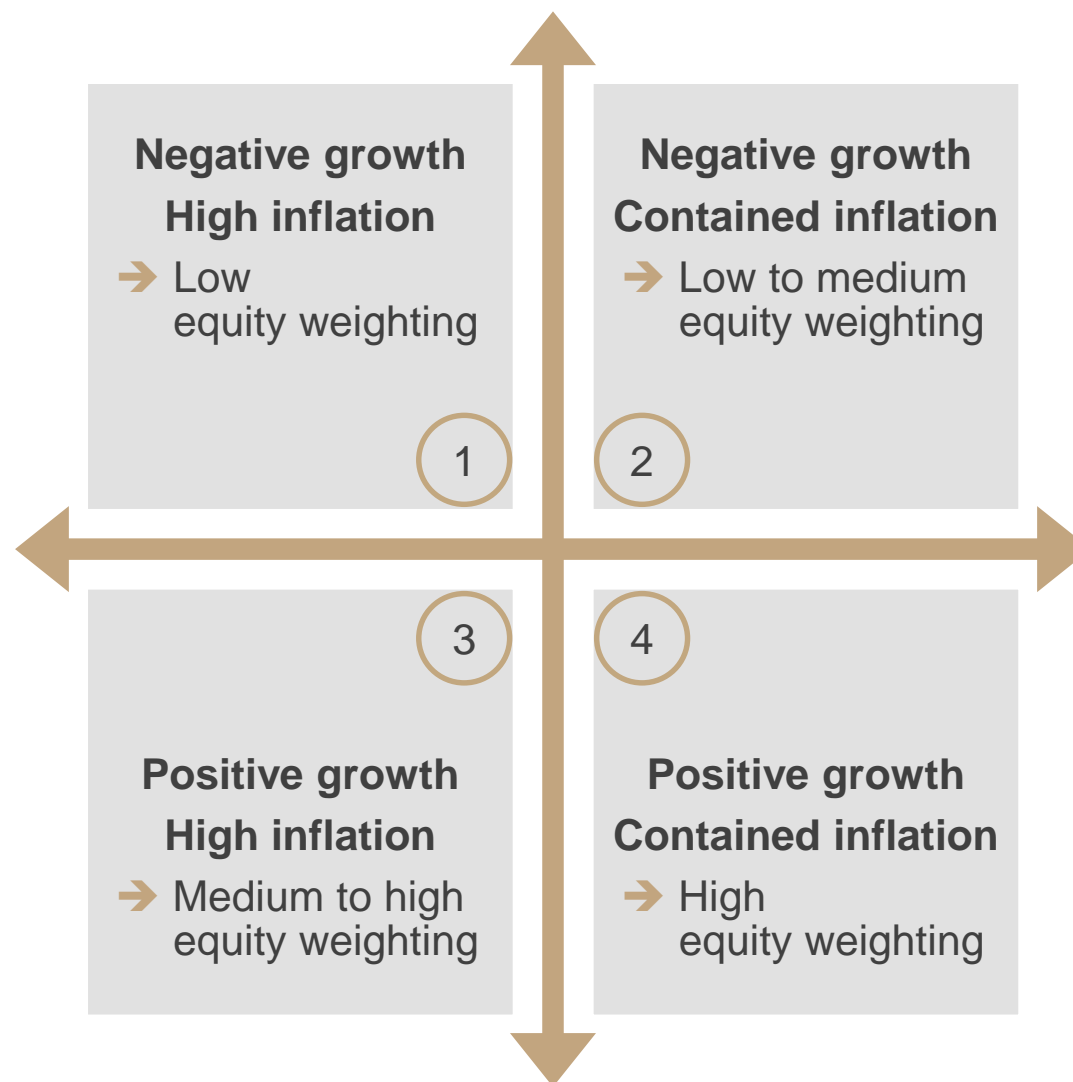 Negative growth
High inflation
➔ Low
equity weighting
1
Negative growth
Contained inflation
➔ Low to medium
equity weighting
2
3
Positive growth
High inflation
➔ Medium to high
equity weighting
4
Positive growth
Contained inflation
➔ High
equity weighting